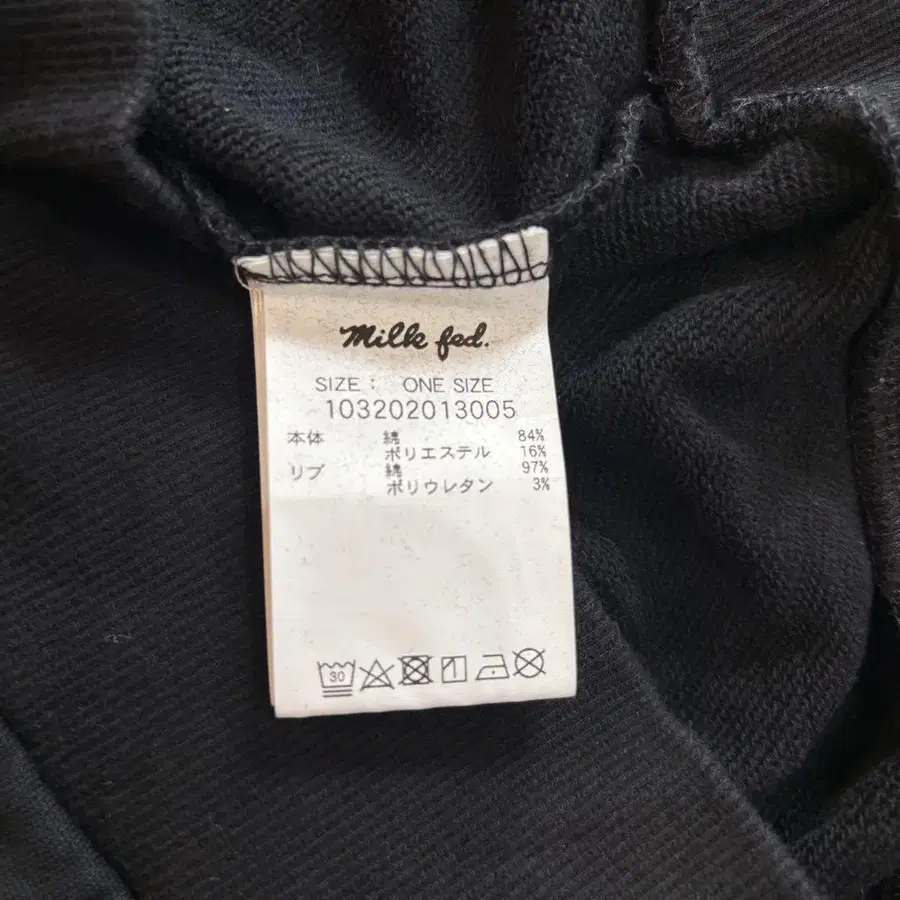 milk fed.
SIZE： ONE SIZE
103202013005
本体 綿 84%
ポリエステル 16%
リブ 綿 97%
ポリウレタン 3%
30